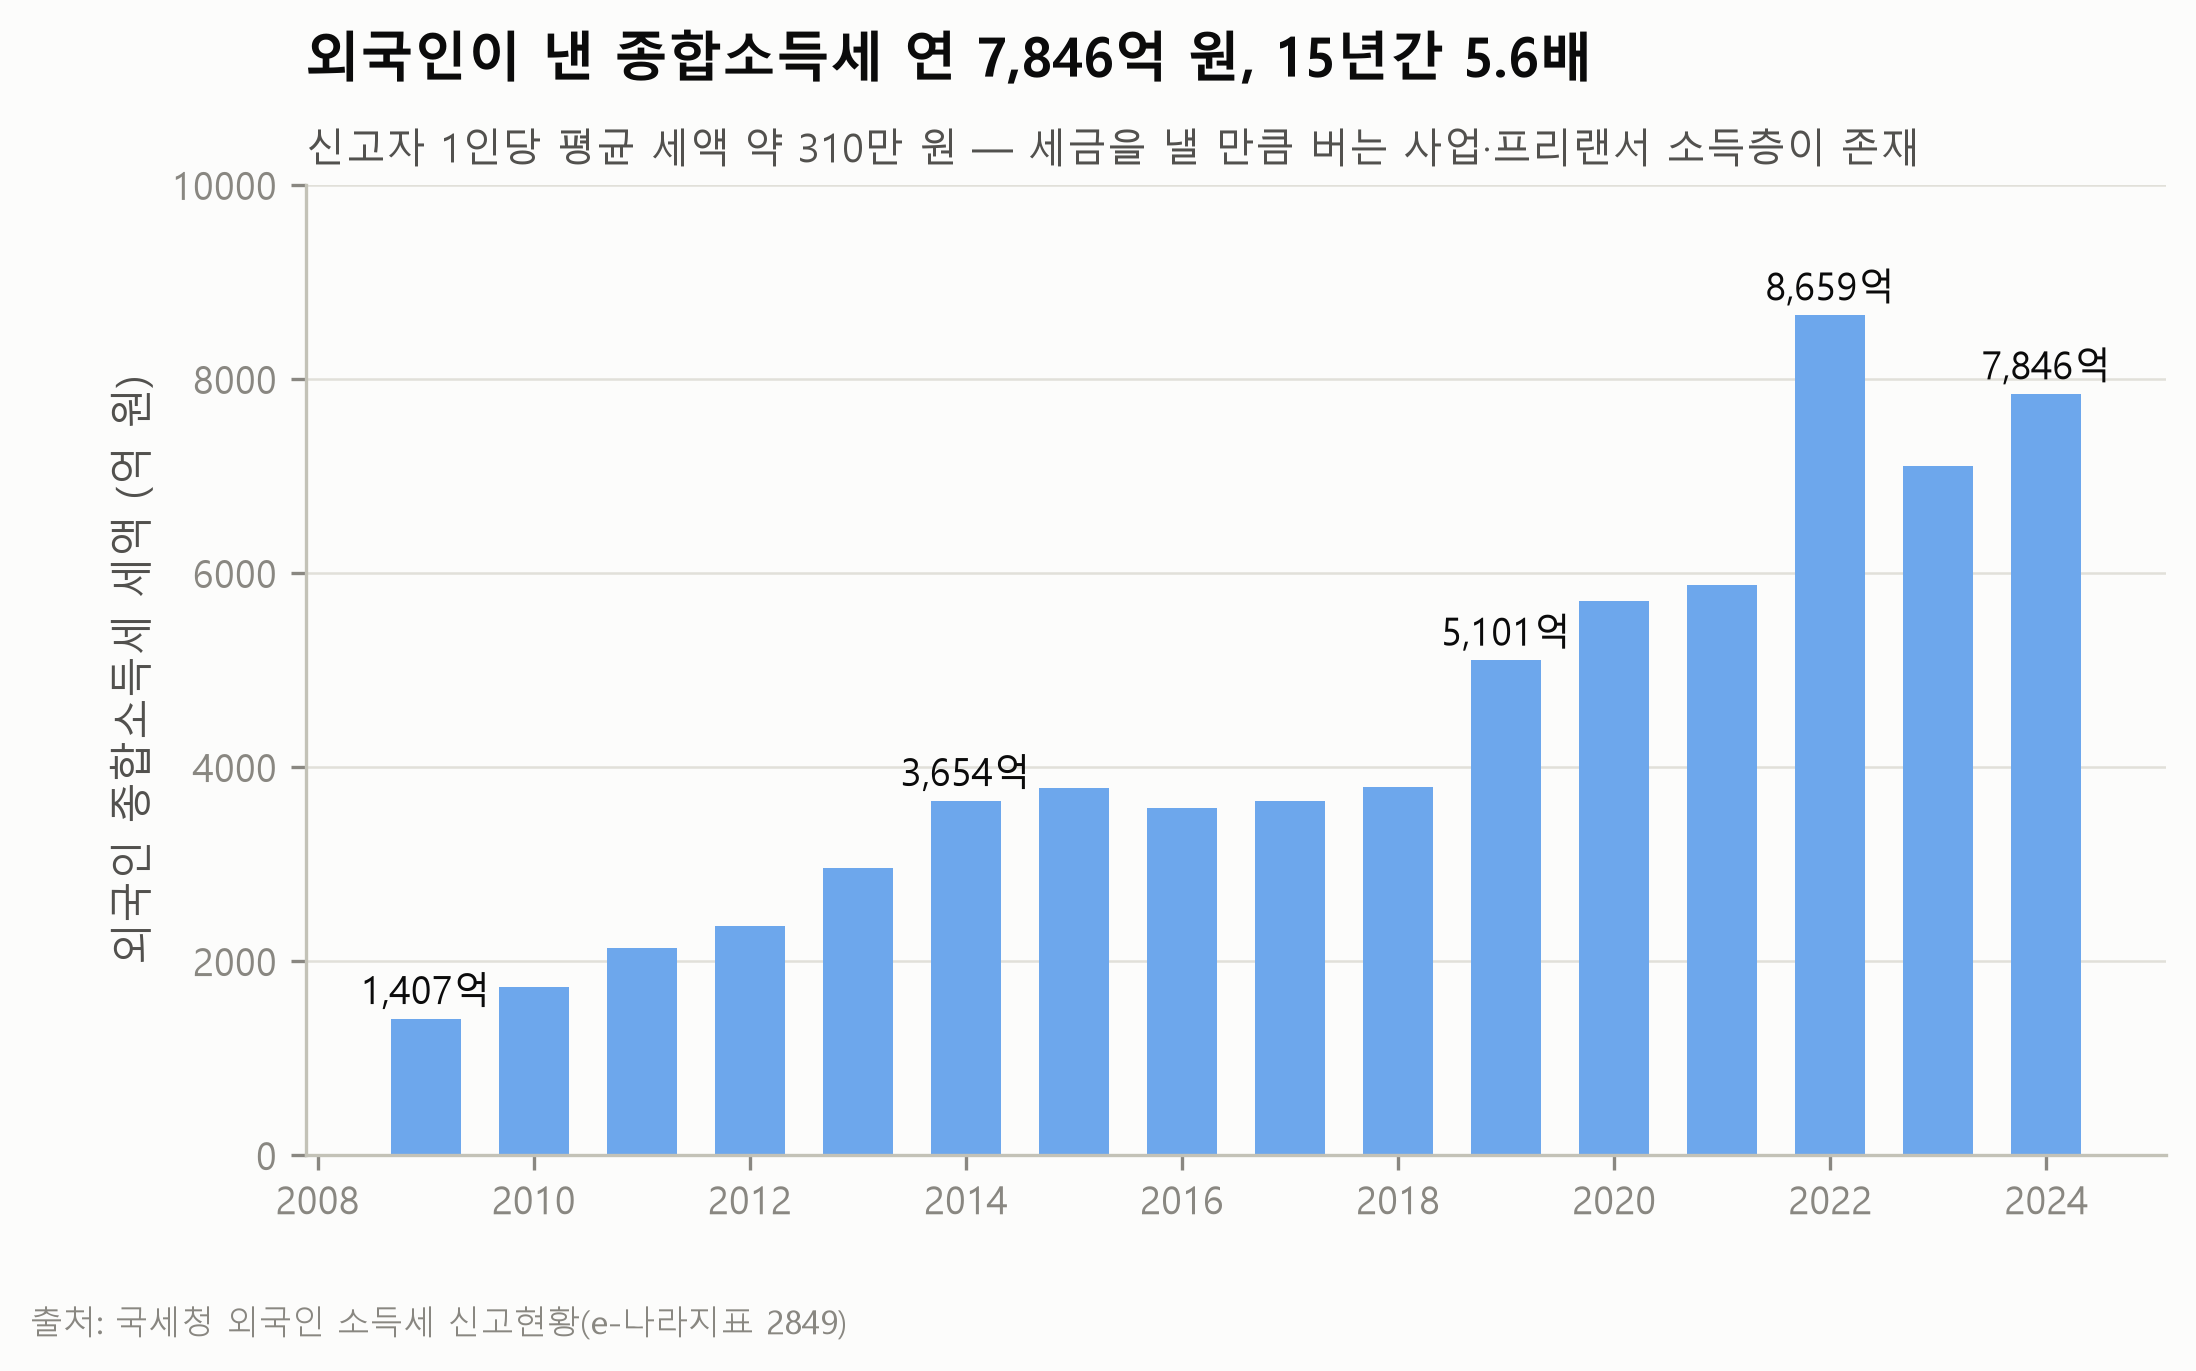 외국인이 낸 종합소득세 연 7,846억 원, 15년간 5.6배
신고자 1인당 평균 세액 약 310만 원 — 세금을 낼 만큼 버는 사업·프리랜서 소득층이 존재
외국인 종합소득세 세액 (억 원)
10000
8000
6000
4000
2000
0
1,407억
3,654억
5,101억
8,659억
7,846억
2008 2010 2012 2014 2016 2018 2020 2022 2024
출처: 국세청 외국인 소득세 신고현황(e-나라지표 2849)